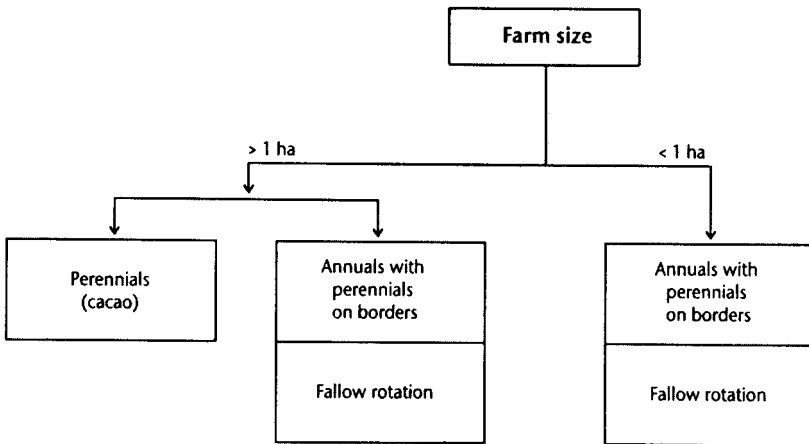 Farm size
> 1 ha
< 1 ha
Perennials
(cacao)
Annuals with
perennials
on borders
Fallow rotation
Annuals with
perennials
on borders
Fallow rotation